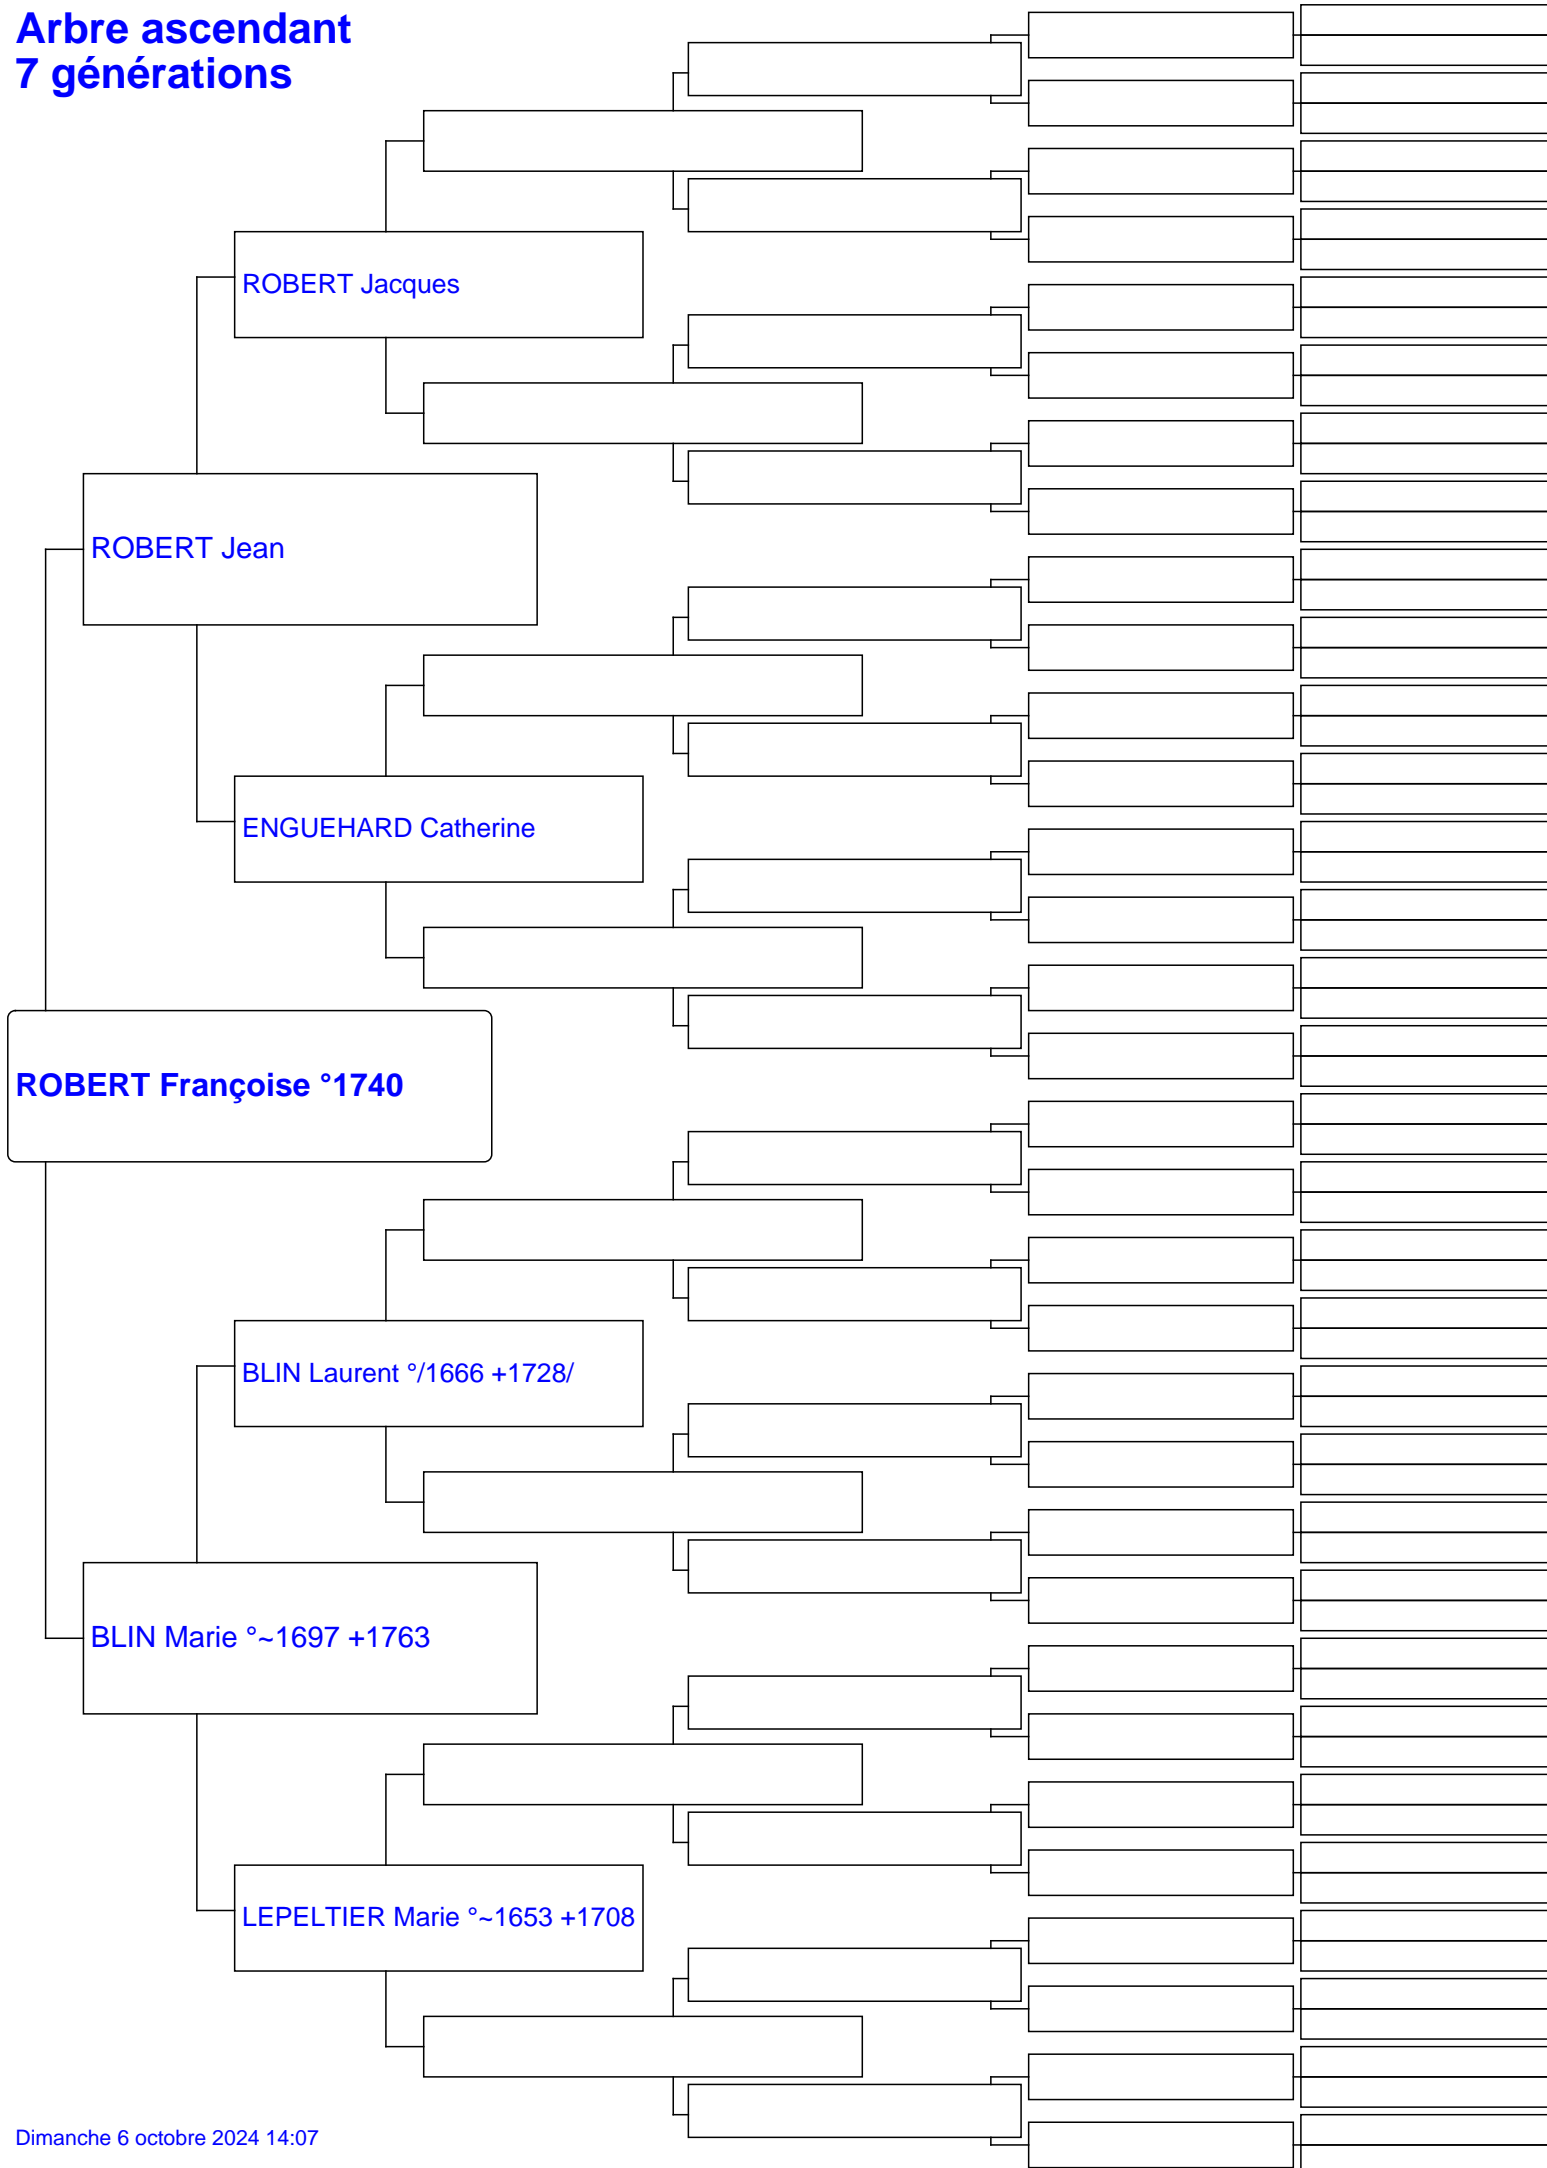 Arbre ascendant
7 générations
ROBERT Jacques
ROBERT Jean
ENGUEHARD Catherine
ROBERT Françoise °1740
BLIN Laurent °/1666 +1728/
BLIN Marie °~1697 +1763
LEPELTIER Marie °~1653 +1708
Dimanche 6 octobre 2024 14:07